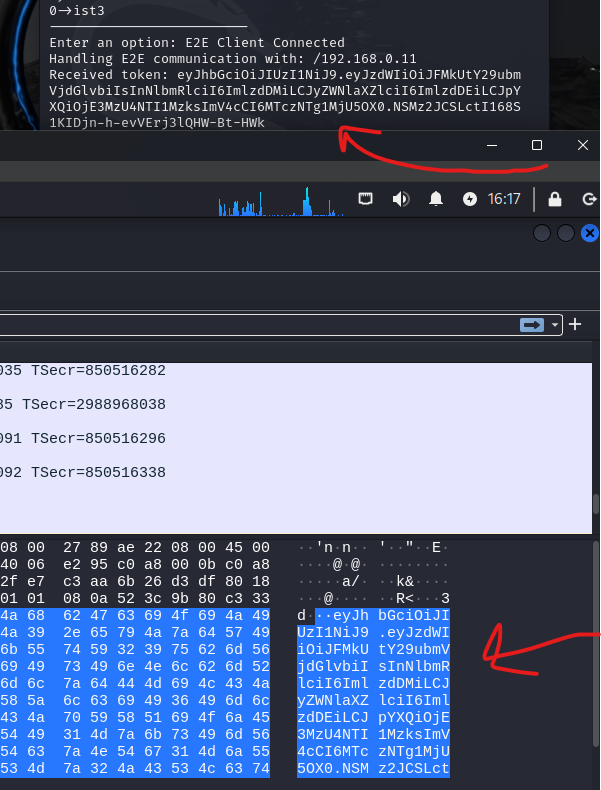 0->ist3
Enter an option: E2E Client Connected
Handling E2E communication with: /192.168.0.11
Received token: eyJhbGciOiJIUzI1NiJ9.eyJzdWIiOiJFMkUtY29ubm
VjdGlvbiIsInNlbmRlciI6ImlzdDMiLCJyZWNlaXZlciI6ImlzdDEiLCJpY
XQiOjE3MzU4NTI1MzksImV4cCI6MTczNTg1MjU5OX0.NSMz2JCSLctI168S
1KIDjn-h-evVErj3lQHW-Bt-HWk
16:17
035 TSecr=850516282
35 TSecr=2988968038
091 TSecr=850516296
092 TSecr=850516338
08 00 27 89 ae 22 08 00 45 00 ··'n·n·· '··"··E·
40 06 e2 95 c0 a8 00 0b c0 a8 ····@·@· ········
2f e7 c3 aa 6b 26 d3 df 80 18 ·····a/· ··k&····
01 01 08 0a 52 3c 9b 80 c3 33 ···@···· ··R<···3
4a 68 62 47 63 69 4f 69 4a 49 d·····eyJh bGciOiJI
4a 39 2e 65 79 4a 7a 64 57 49 UzI1NiJ9 .eyJzdWI
6b 55 74 59 32 39 75 62 6d 56 iOiJFMkU tY29ubmV
69 49 73 49 6e 4e 6c 62 6d 52 jdGlvbiI sInNlbmR
6d 6c 7a 64 44 4d 69 4c 43 4a lciI6Iml zdDMiLCJ
58 5a 6c 63 69 49 36 49 6d 6c yZWNlaXZ lciI6Iml
43 4a 70 59 58 51 69 4f 6a 45 zdDEiLCJ pYXQiOjE
54 49 31 4d 7a 6b 73 49 6d 56 3MzU4NTI 1MzksImV
54 63 7a 4e 54 67 31 4d 6a 55 4cCI6MTc zNTg1MjU
53 4d 7a 32 4a 43 53 4c 63 74 5OX0.NSM z2JCSLct